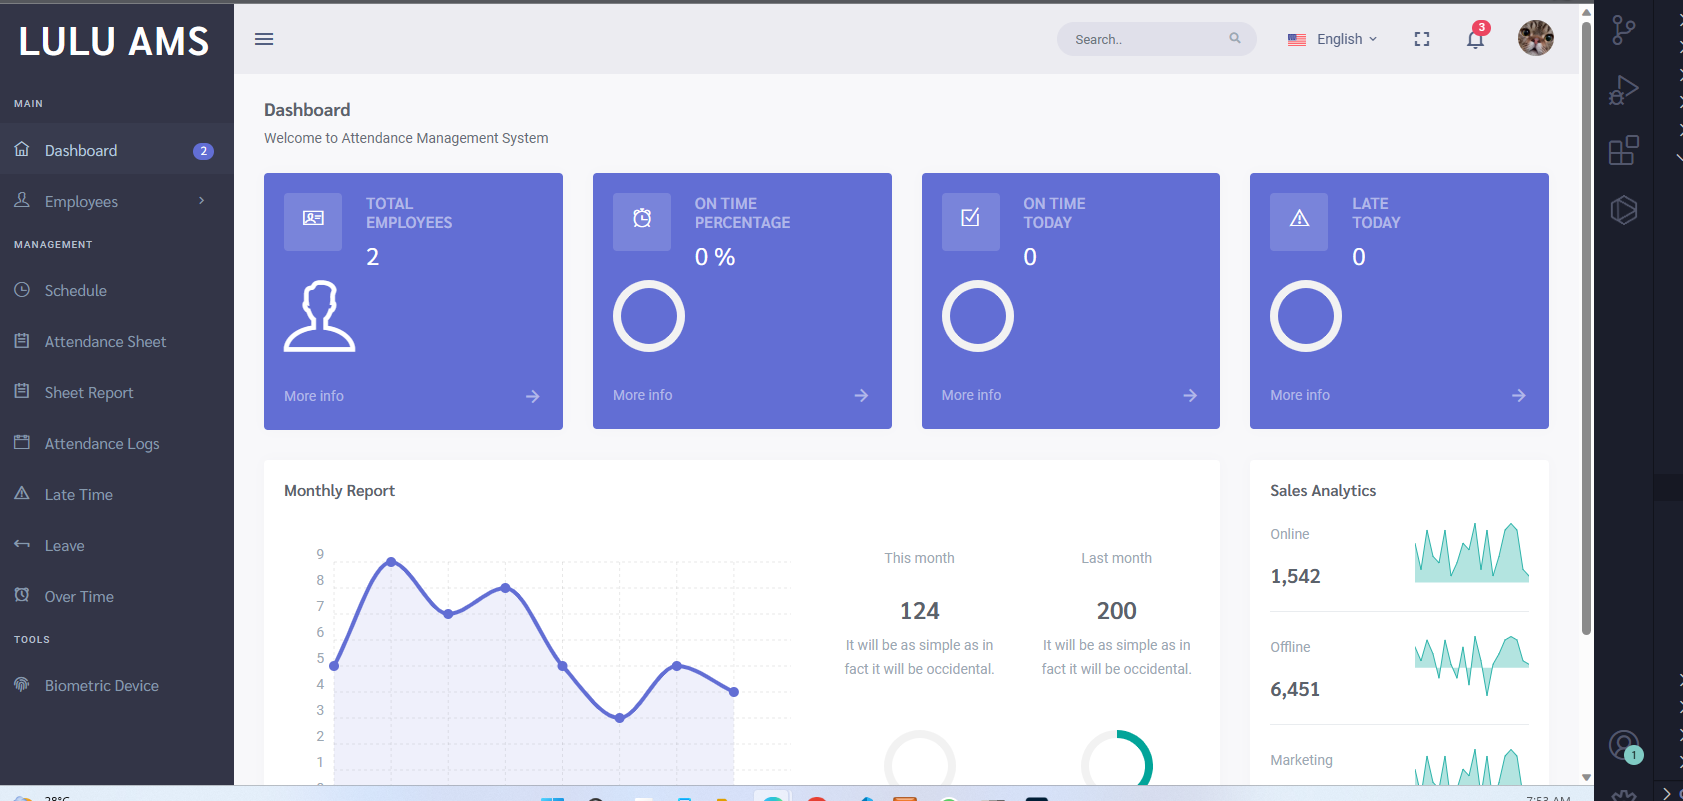 LULU AMS
Search..
English
3
MAIN
Dashboard
2
Employees
MANAGEMENT
Schedule
Attendance Sheet
Sheet Report
Attendance Logs
Late Time
Leave
Over Time
TOOLS
Biometric Device
Dashboard
Welcome to Attendance Management System
TOTAL
EMPLOYEES
2
More info
ON TIME
PERCENTAGE
0 %
More info
ON TIME
TODAY
0
More info
LATE
TODAY
0
More info
Monthly Report
9
8
7
6
5
4
3
2
1
This month
124
It will be as simple as in
fact it will be occidental.
Last month
200
It will be as simple as in
fact it will be occidental.
Sales Analytics
Online
1,542
Offline
6,451
Marketing
1
28°C
7:53 AM